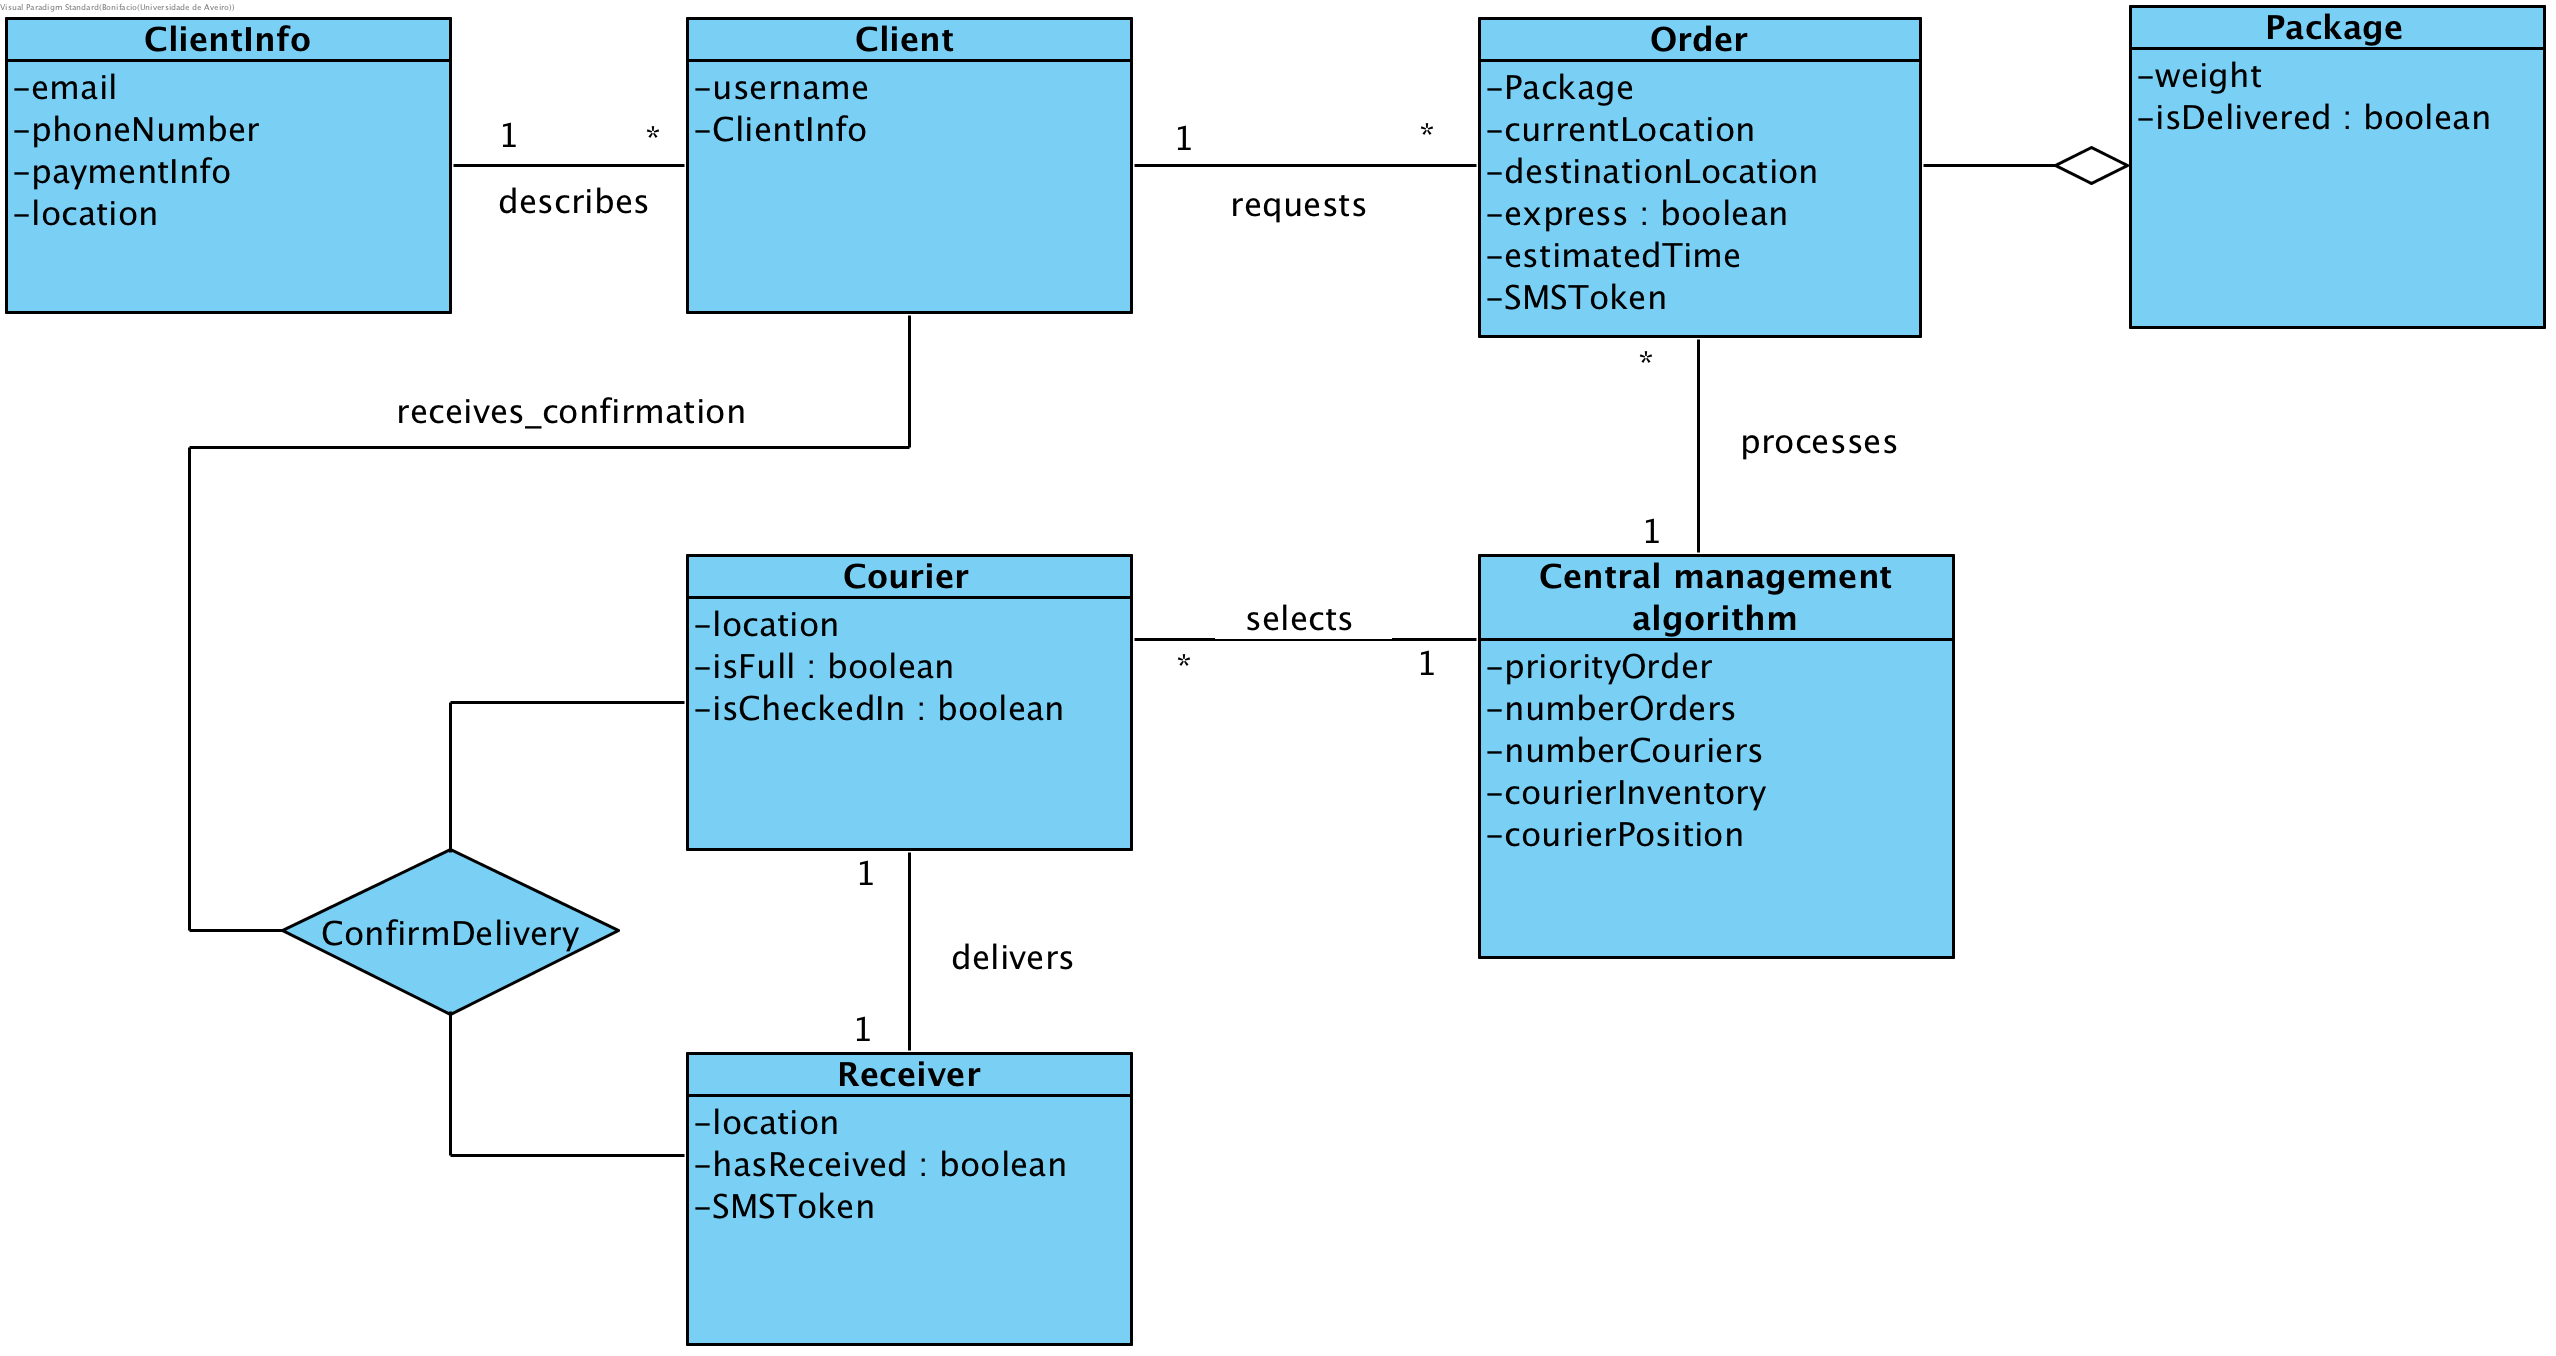 Visual Paradigm Standard(Bonifacio(Universidade de Aveiro))
ClientInfo
-email
-phoneNumber
-paymentInfo
-location
1
*
describes
Client
-username
-ClientInfo
1
*
requests
Order
-Package
-currentLocation
-destinationLocation
-express : boolean
-estimatedTime
-SMSToken
Package
-weight
-isDelivered : boolean
receives_confirmation
*
processes
1
Courier
-location
-isFull : boolean
-isCheckedIn : boolean
selects
*
1
Central management
algorithm
-priorityOrder
-numberOrders
-numberCouriers
-courierInventory
-courierPosition
ConfirmDelivery
1
delivers
1
Receiver
-location
-hasReceived : boolean
-SMSToken